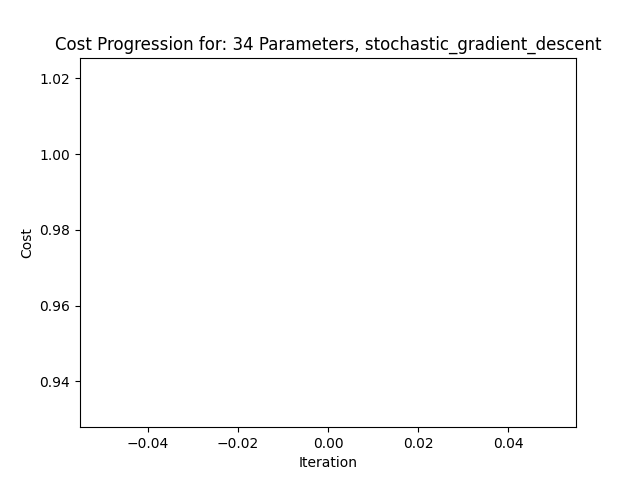 Cost Progression for: 34 Parameters, stochastic_gradient_descent
1.02
1.00
0.98
0.96
0.94
Cost
−0.04 −0.02 0.00 0.02 0.04
Iteration